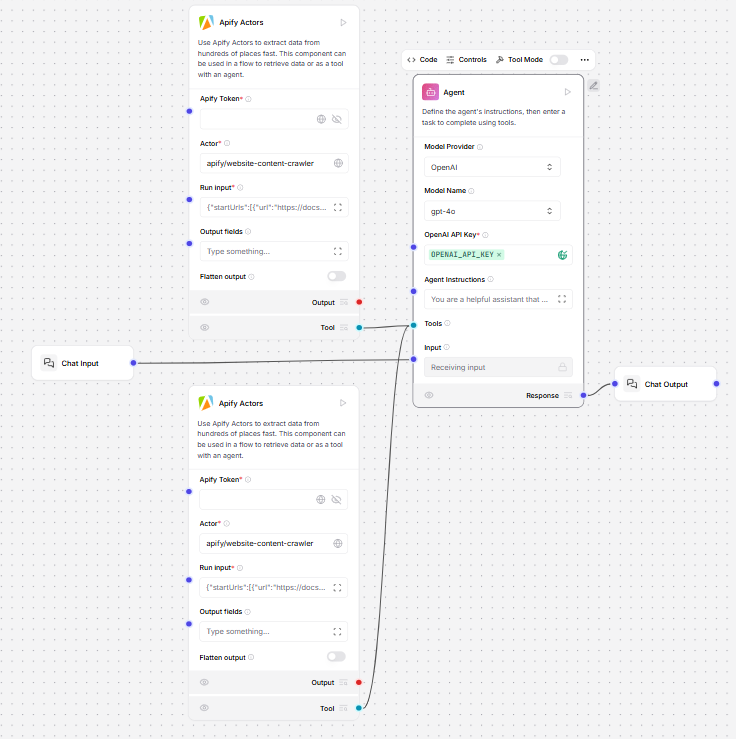 Apify Actors
Use Apify Actors to extract data from
hundreds of places fast. This component can
be used in a flow to retrieve data or as a tool
with an agent.
Apify Token*
Actor*
apify/website-content-crawler
Run input*
{"startUrls":[{"url":"https://docs...
Output fields
Type something...
Flatten output
Output
Tool
Chat Input
Apify Actors
Use Apify Actors to extract data from
hundreds of places fast. This component can
be used in a flow to retrieve data or as a tool
with an agent.
Apify Token*
Actor*
apify/website-content-crawler
Run input*
{"startUrls":[{"url":"https://docs...
Output fields
Type something...
Flatten output
Output
Tool
Code Controls Tool Mode
Agent
Define the agent's instructions, then enter a
task to complete using tools.
Model Provider
OpenAI
Model Name
gpt-4o
OpenAI API Key*
OPENAI_API_KEY ×
Agent Instructions
You are a helpful assistant that ...
Tools
Input
Receiving input
Response
Chat Output